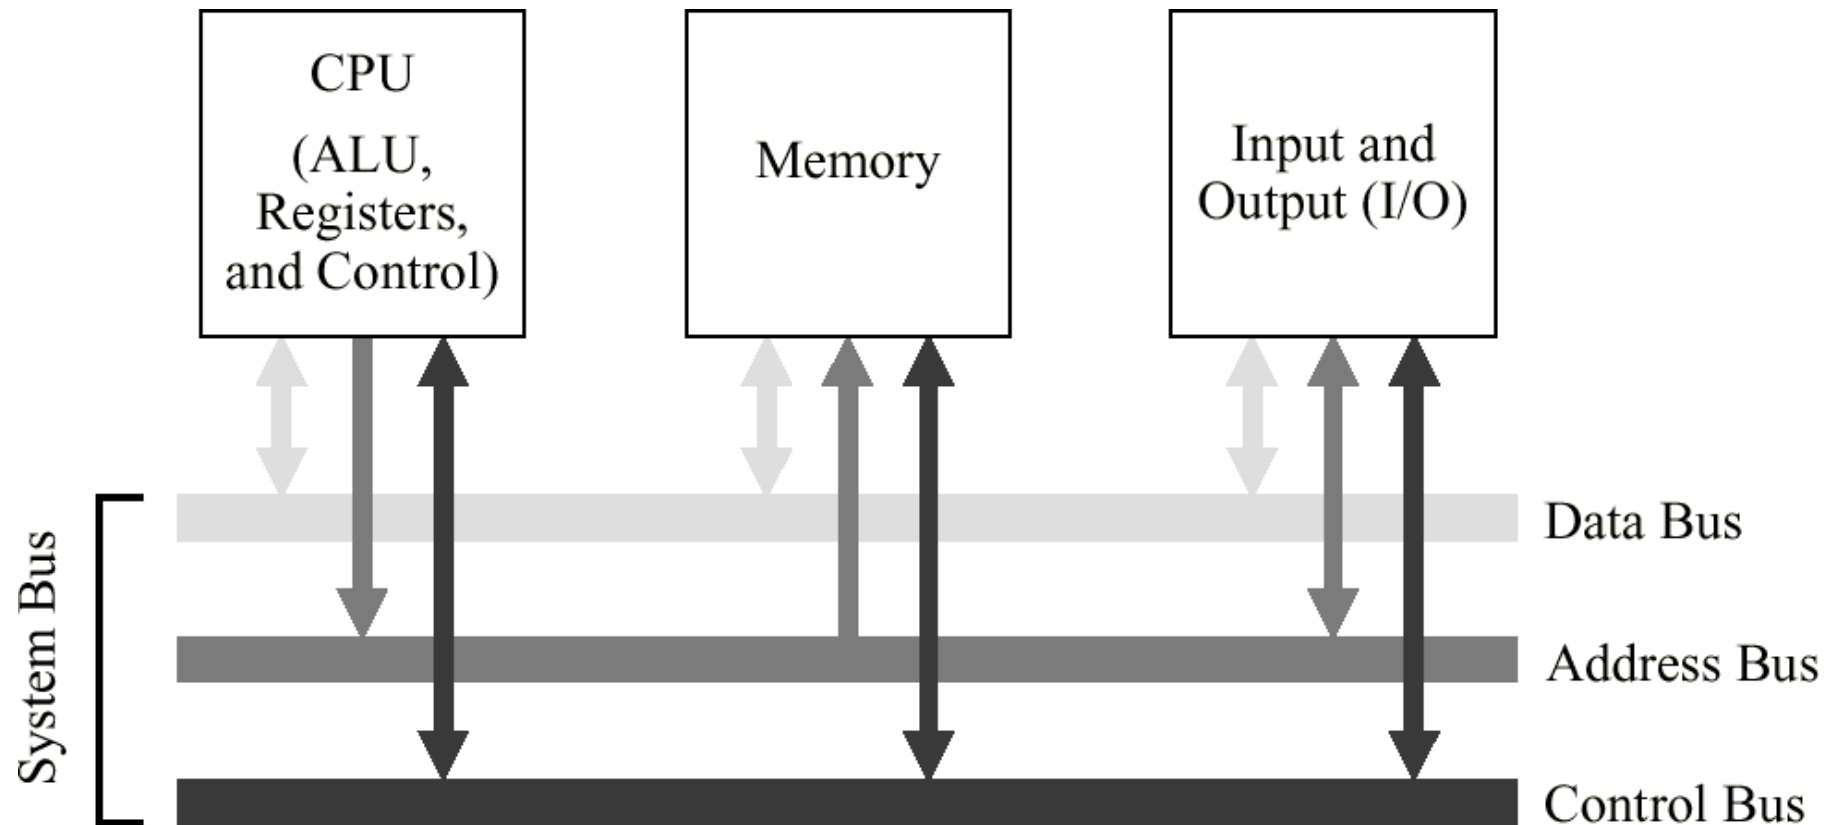 CPU
(ALU,
Registers,
and Control)
Memory
Input and
Output (I/O)
System Bus
Data Bus
Address Bus
Control Bus